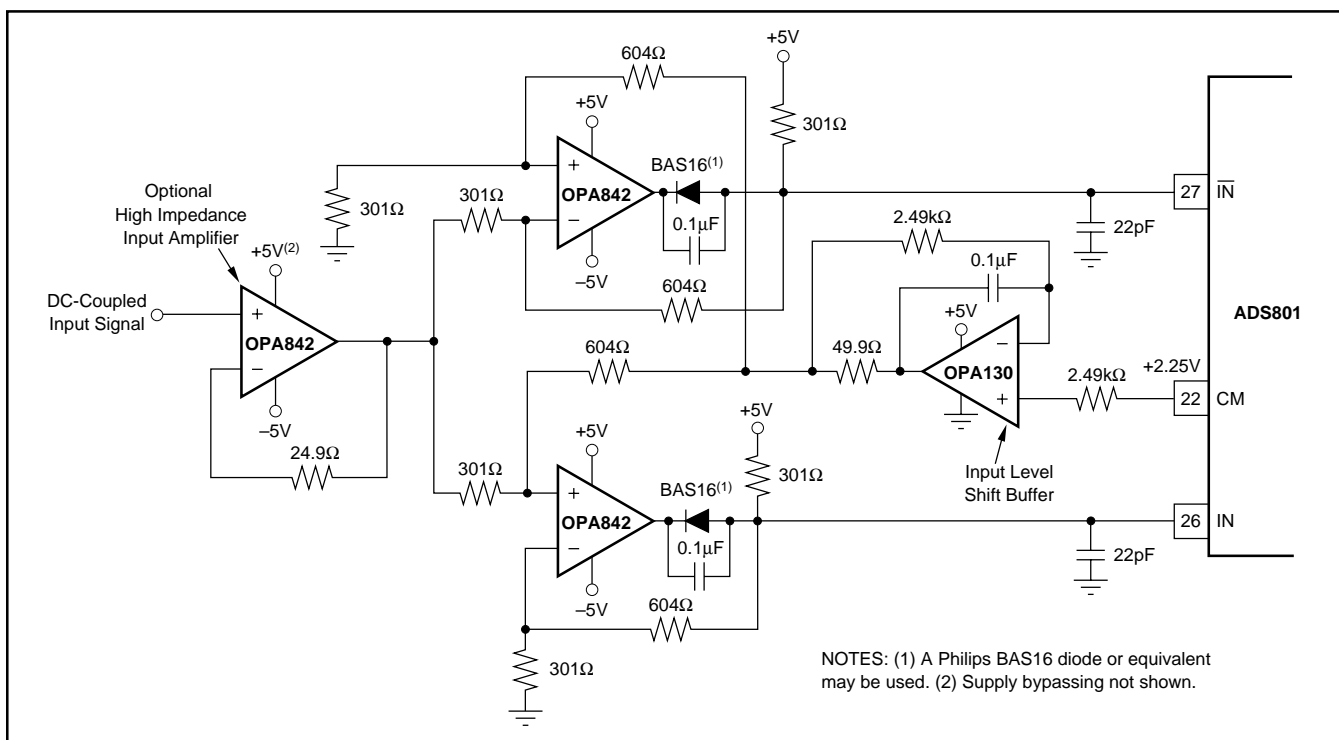 604Ω
+5V
+5V
301Ω
BAS16(1)
+
OPA842
−
Optional
High Impedance
Input Amplifier
301Ω
301Ω
0.1µF
–5V
604Ω
+5V(2)
DC-Coupled
Input Signal
+
OPA842
−
–5V
24.9Ω
27
IN
22pF
2.49kΩ
0.1µF
+5V
−
OPA130
+
49.9Ω
604Ω
ADS801
+2.25V
2.49kΩ
22
CM
Input Level
Shift Buffer
+5V
301Ω
+5V
301Ω
BAS16(1)
+
OPA842
−
0.1µF
–5V
604Ω
301Ω
26
IN
22pF
NOTES: (1) A Philips BAS16 diode or equivalent
may be used. (2) Supply bypassing not shown.